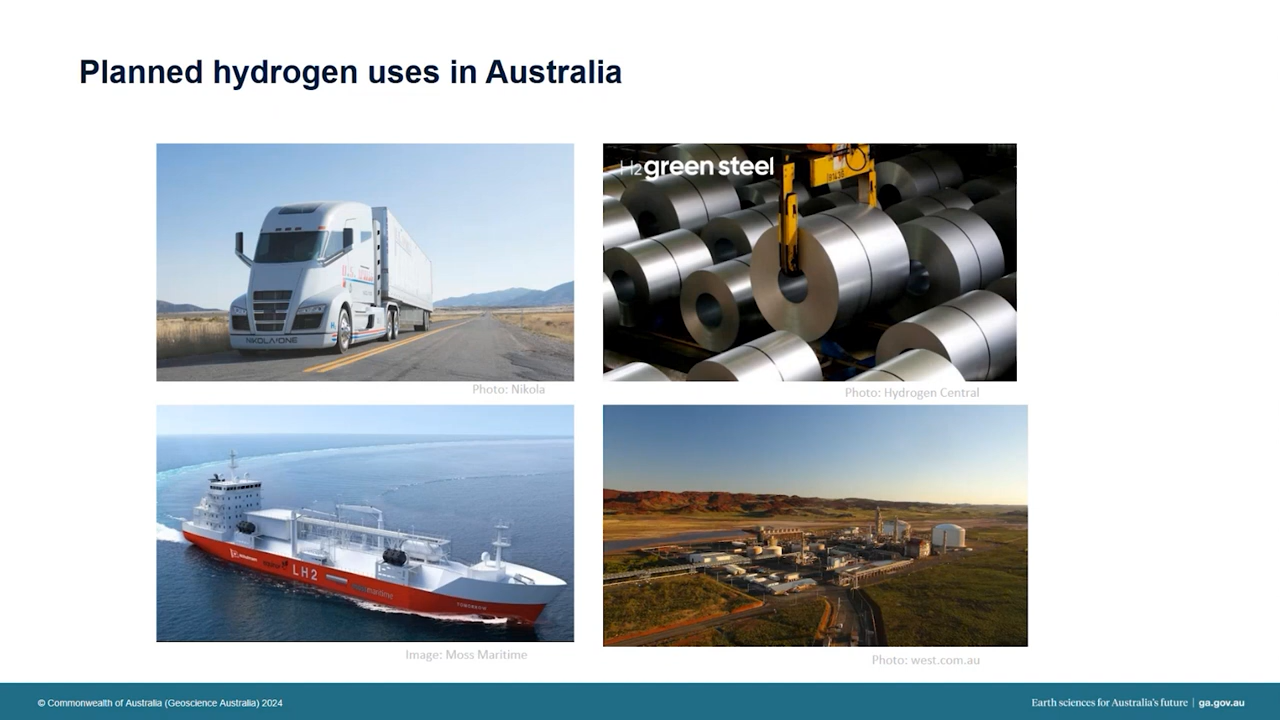 Planned hydrogen uses in Australia
H2 green steel
NIKOLA ONE
Photo: Nikola
Photo: Hydrogen Central
LH2
Image: Moss Maritime
Photo: west.com.au
© Commonwealth of Australia (Geoscience Australia) 2024
Earth sciences for Australia's future | ga.gov.au